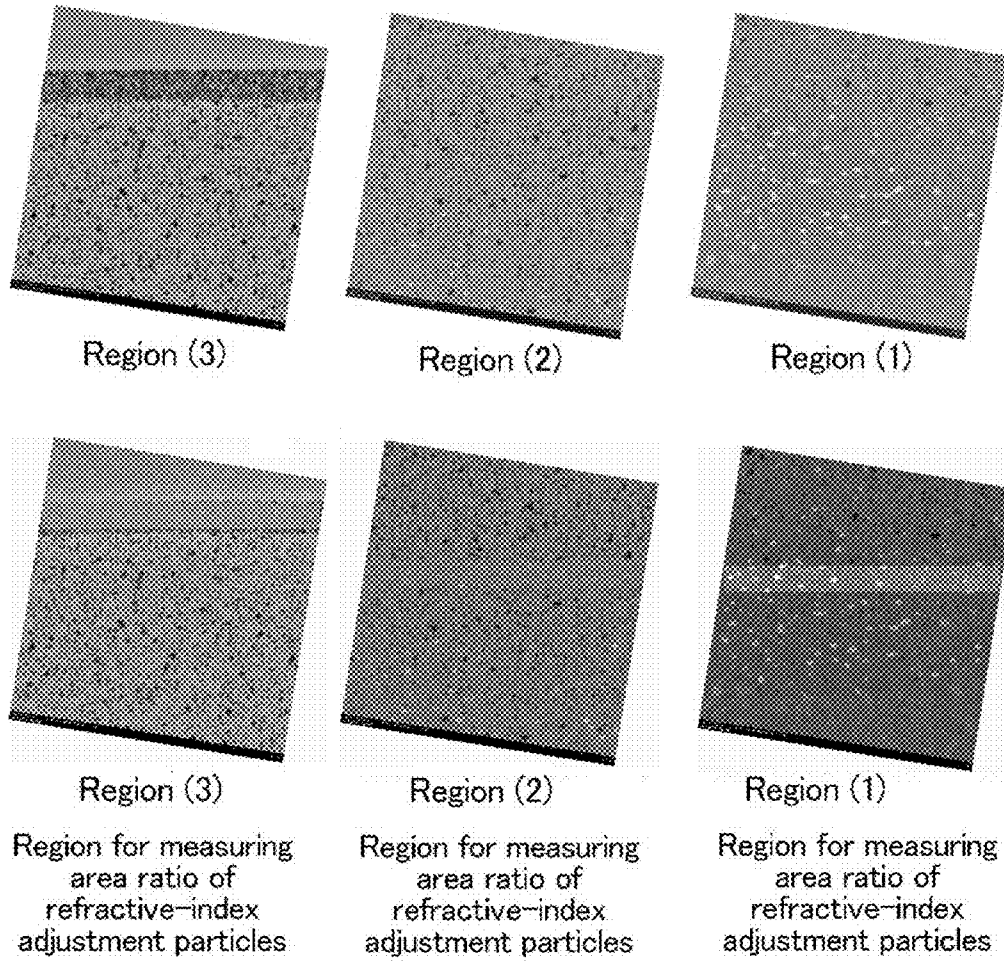 Region (3)
Region (2)
Region (1)
Region (3)
Region (2)
Region (1)
Region for measuring
area ratio of
refractive-index
adjustment particles
Region for measuring
area ratio of
refractive-index
adjustment particles
Region for measuring
area ratio of
refractive-index
adjustment particles